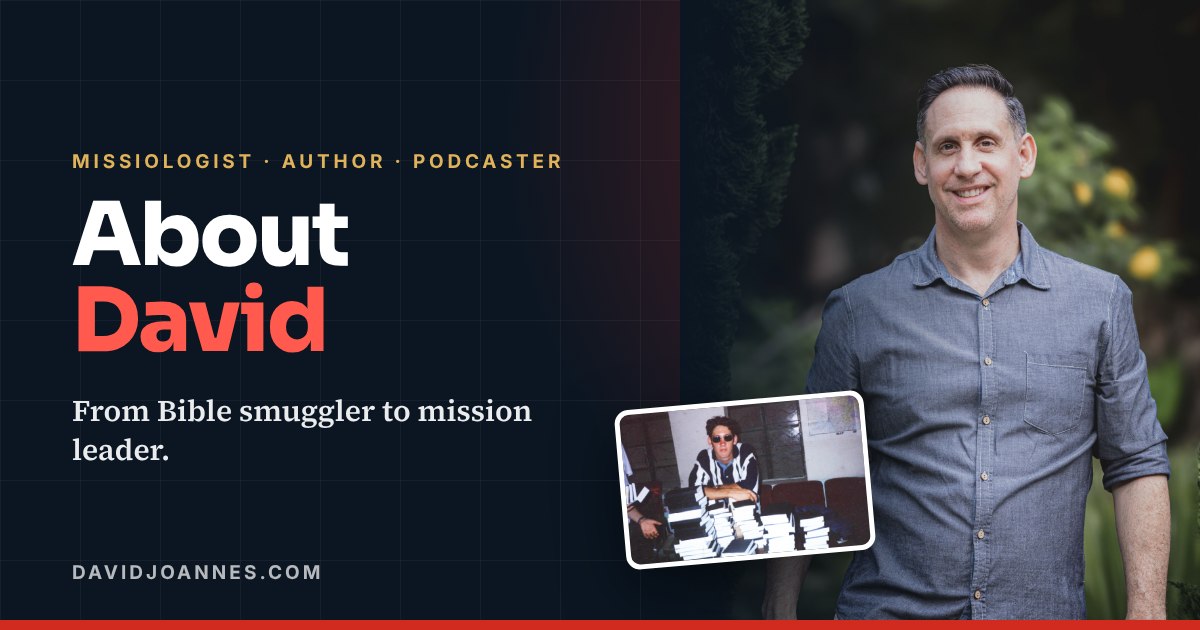 MISSIOLOGIST · AUTHOR · PODCASTER
About
David
From Bible smuggler to mission
leader.
DAVIDJOANNES.COM